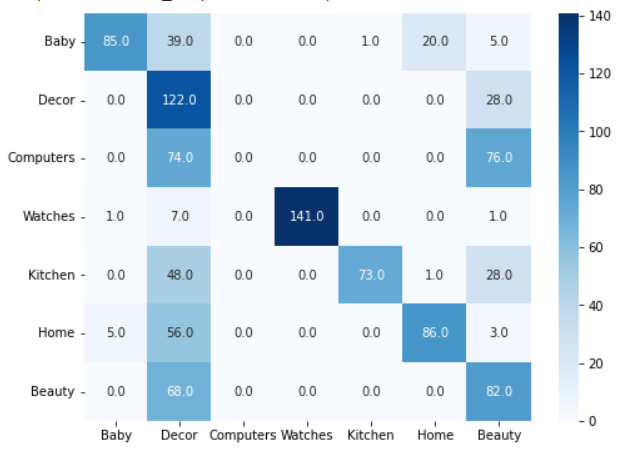 140
Baby 85.0 39.0 0.0 0.0 1.0 20.0 5.0
120
Decor 0.0 122.0 0.0 0.0 0.0 0.0 28.0
100
Computers 0.0 74.0 0.0 0.0 0.0 0.0 76.0
80
Watches 1.0 7.0 0.0 141.0 0.0 0.0 1.0
60
Kitchen 0.0 48.0 0.0 0.0 73.0 1.0 28.0
40
Home 5.0 56.0 0.0 0.0 0.0 86.0 3.0
20
Beauty 0.0 68.0 0.0 0.0 0.0 0.0 82.0
0
Baby Decor Computers Watches Kitchen Home Beauty